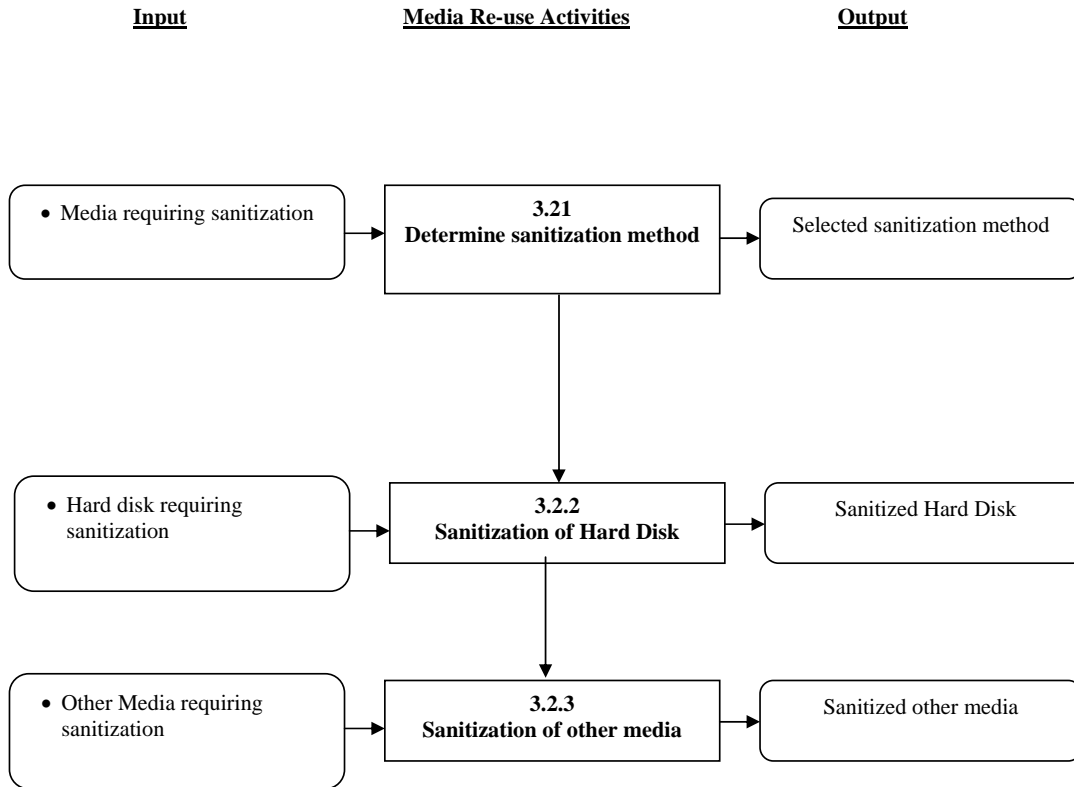 Input
Media Re-use Activities
Output
• Media requiring sanitization
3.21
Determine sanitization method
Selected sanitization method
• Hard disk requiring
sanitization
3.2.2
Sanitization of Hard Disk
Sanitized Hard Disk
• Other Media requiring
sanitization
3.2.3
Sanitization of other media
Sanitized other media